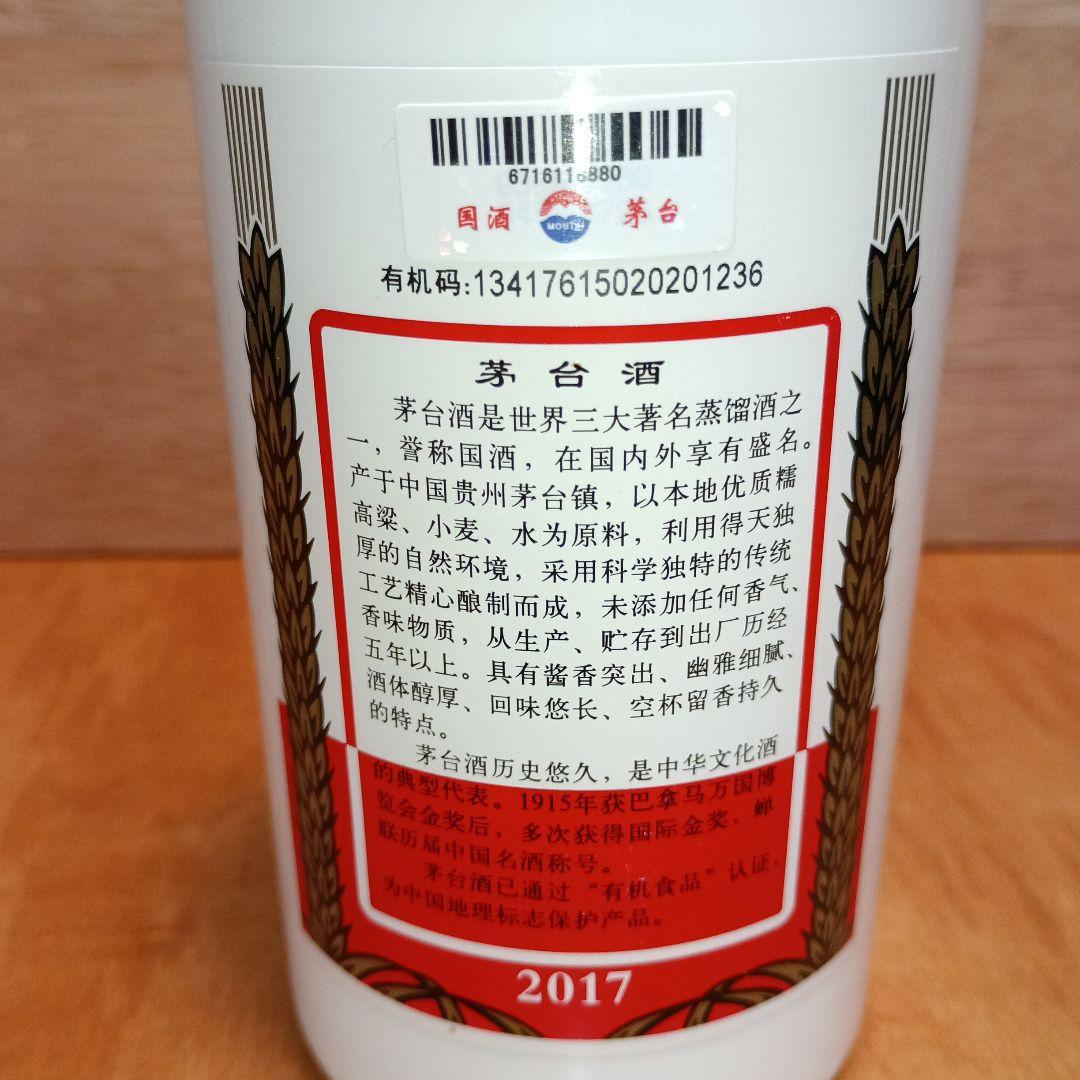 国酒 茅台
有机码:13417615020201236
茅台酒
茅台酒是世界三大著名蒸馏酒之
一，誉称国酒，在国内外享有盛名。
产于中国贵州茅台镇，以本地优质糯
高粱、小麦、水为原料，利用得天独
厚的自然环境，采用科学独特的传统
工艺精心酿制而成，未添加任何香气、
香味物质，从生产、贮存到出厂历经
五年以上。具有酱香突出、幽雅细腻、
酒体醇厚、回味悠长、空杯留香持久
的特点。
茅台酒历史悠久，是中华文化酒
的典型代表。1915年获巴拿马万国博
览会金奖后，多次获得国际金奖，蝉
联历届中国名酒称号。
茅台酒已通过“有机食品”认证，
为中国地理标志保护产品。
2017